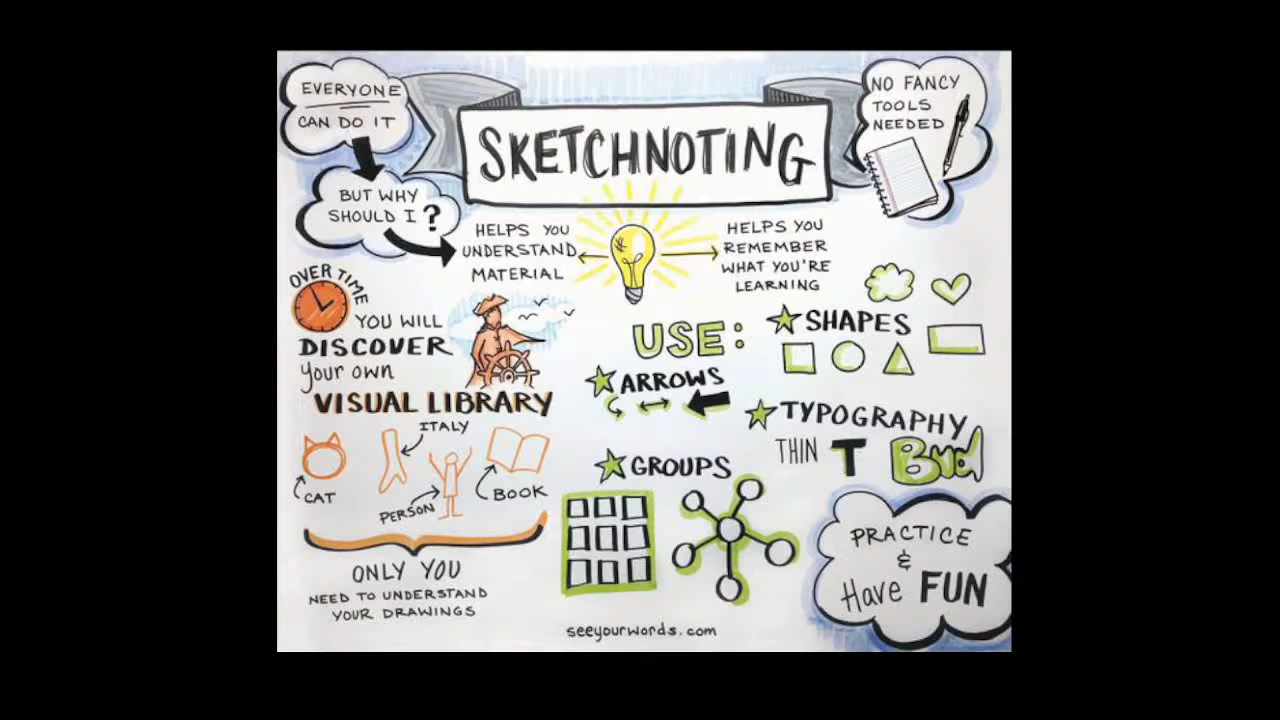 EVERYONE
CAN DO IT
SKETCHNOTING
NO FANCY
TOOLS
NEEDED
BUT WHY
SHOULD I?
HELPS YOU
UNDERSTAND
MATERIAL
HELPS YOU
REMEMBER
WHAT YOU'RE
LEARNING
OVER TIME
YOU WILL
DISCOVER
your own
VISUAL LIBRARY
CAT
ITALY
PERSON
BOOK
ONLY YOU
NEED TO UNDERSTAND
YOUR DRAWINGS
USE:
ARROWS
SHAPES
TYPOGRAPHY
THIN T
GROUPS
PRACTICE
&
Have FUN
seeyourwords.com